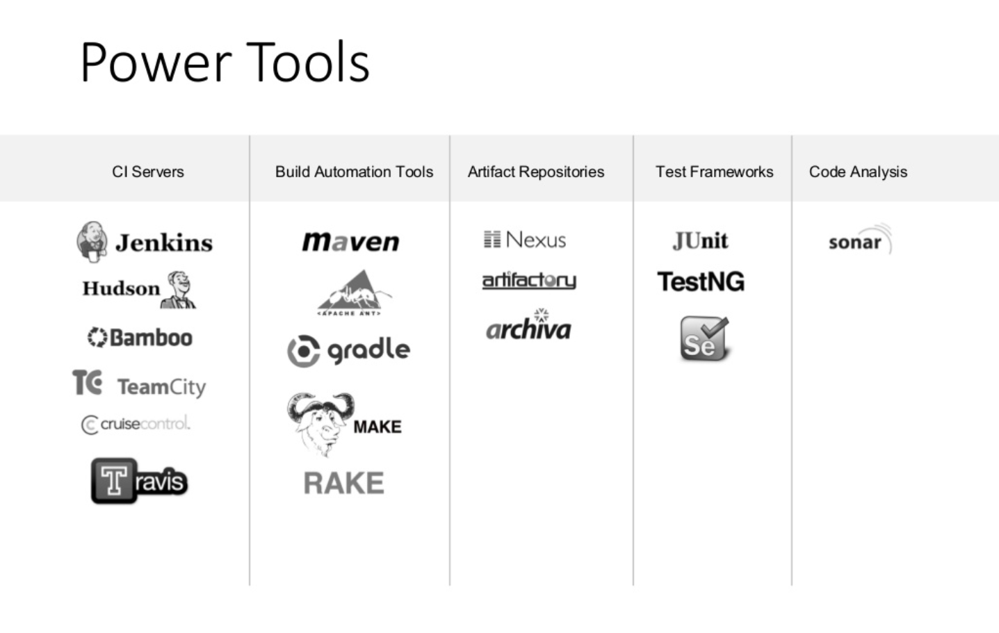 Power Tools
CI Servers
Build Automation Tools
Artifact Repositories
Test Frameworks
Code Analysis
Jenkins
Hudson
Bamboo
TC TeamCity
C cruisecontrol.
Travis
maven
<APACHE ANT>
gradle
MAKE
RAKE
Nexus
artifactory
archiva
JUnit
TestNG
Se
sonar